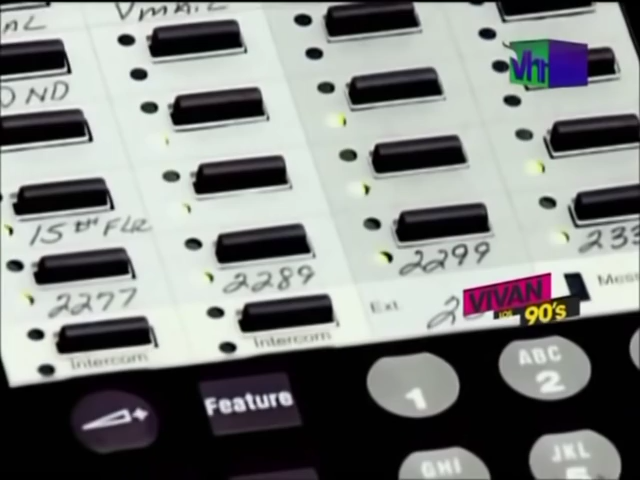 VMAIL
vh1
15TH FLR
2299
2289
2277
Ext
VIVAN
LOS 90's
Intercom
Intercom
Feature
1
ABC
2
GHI
JKL